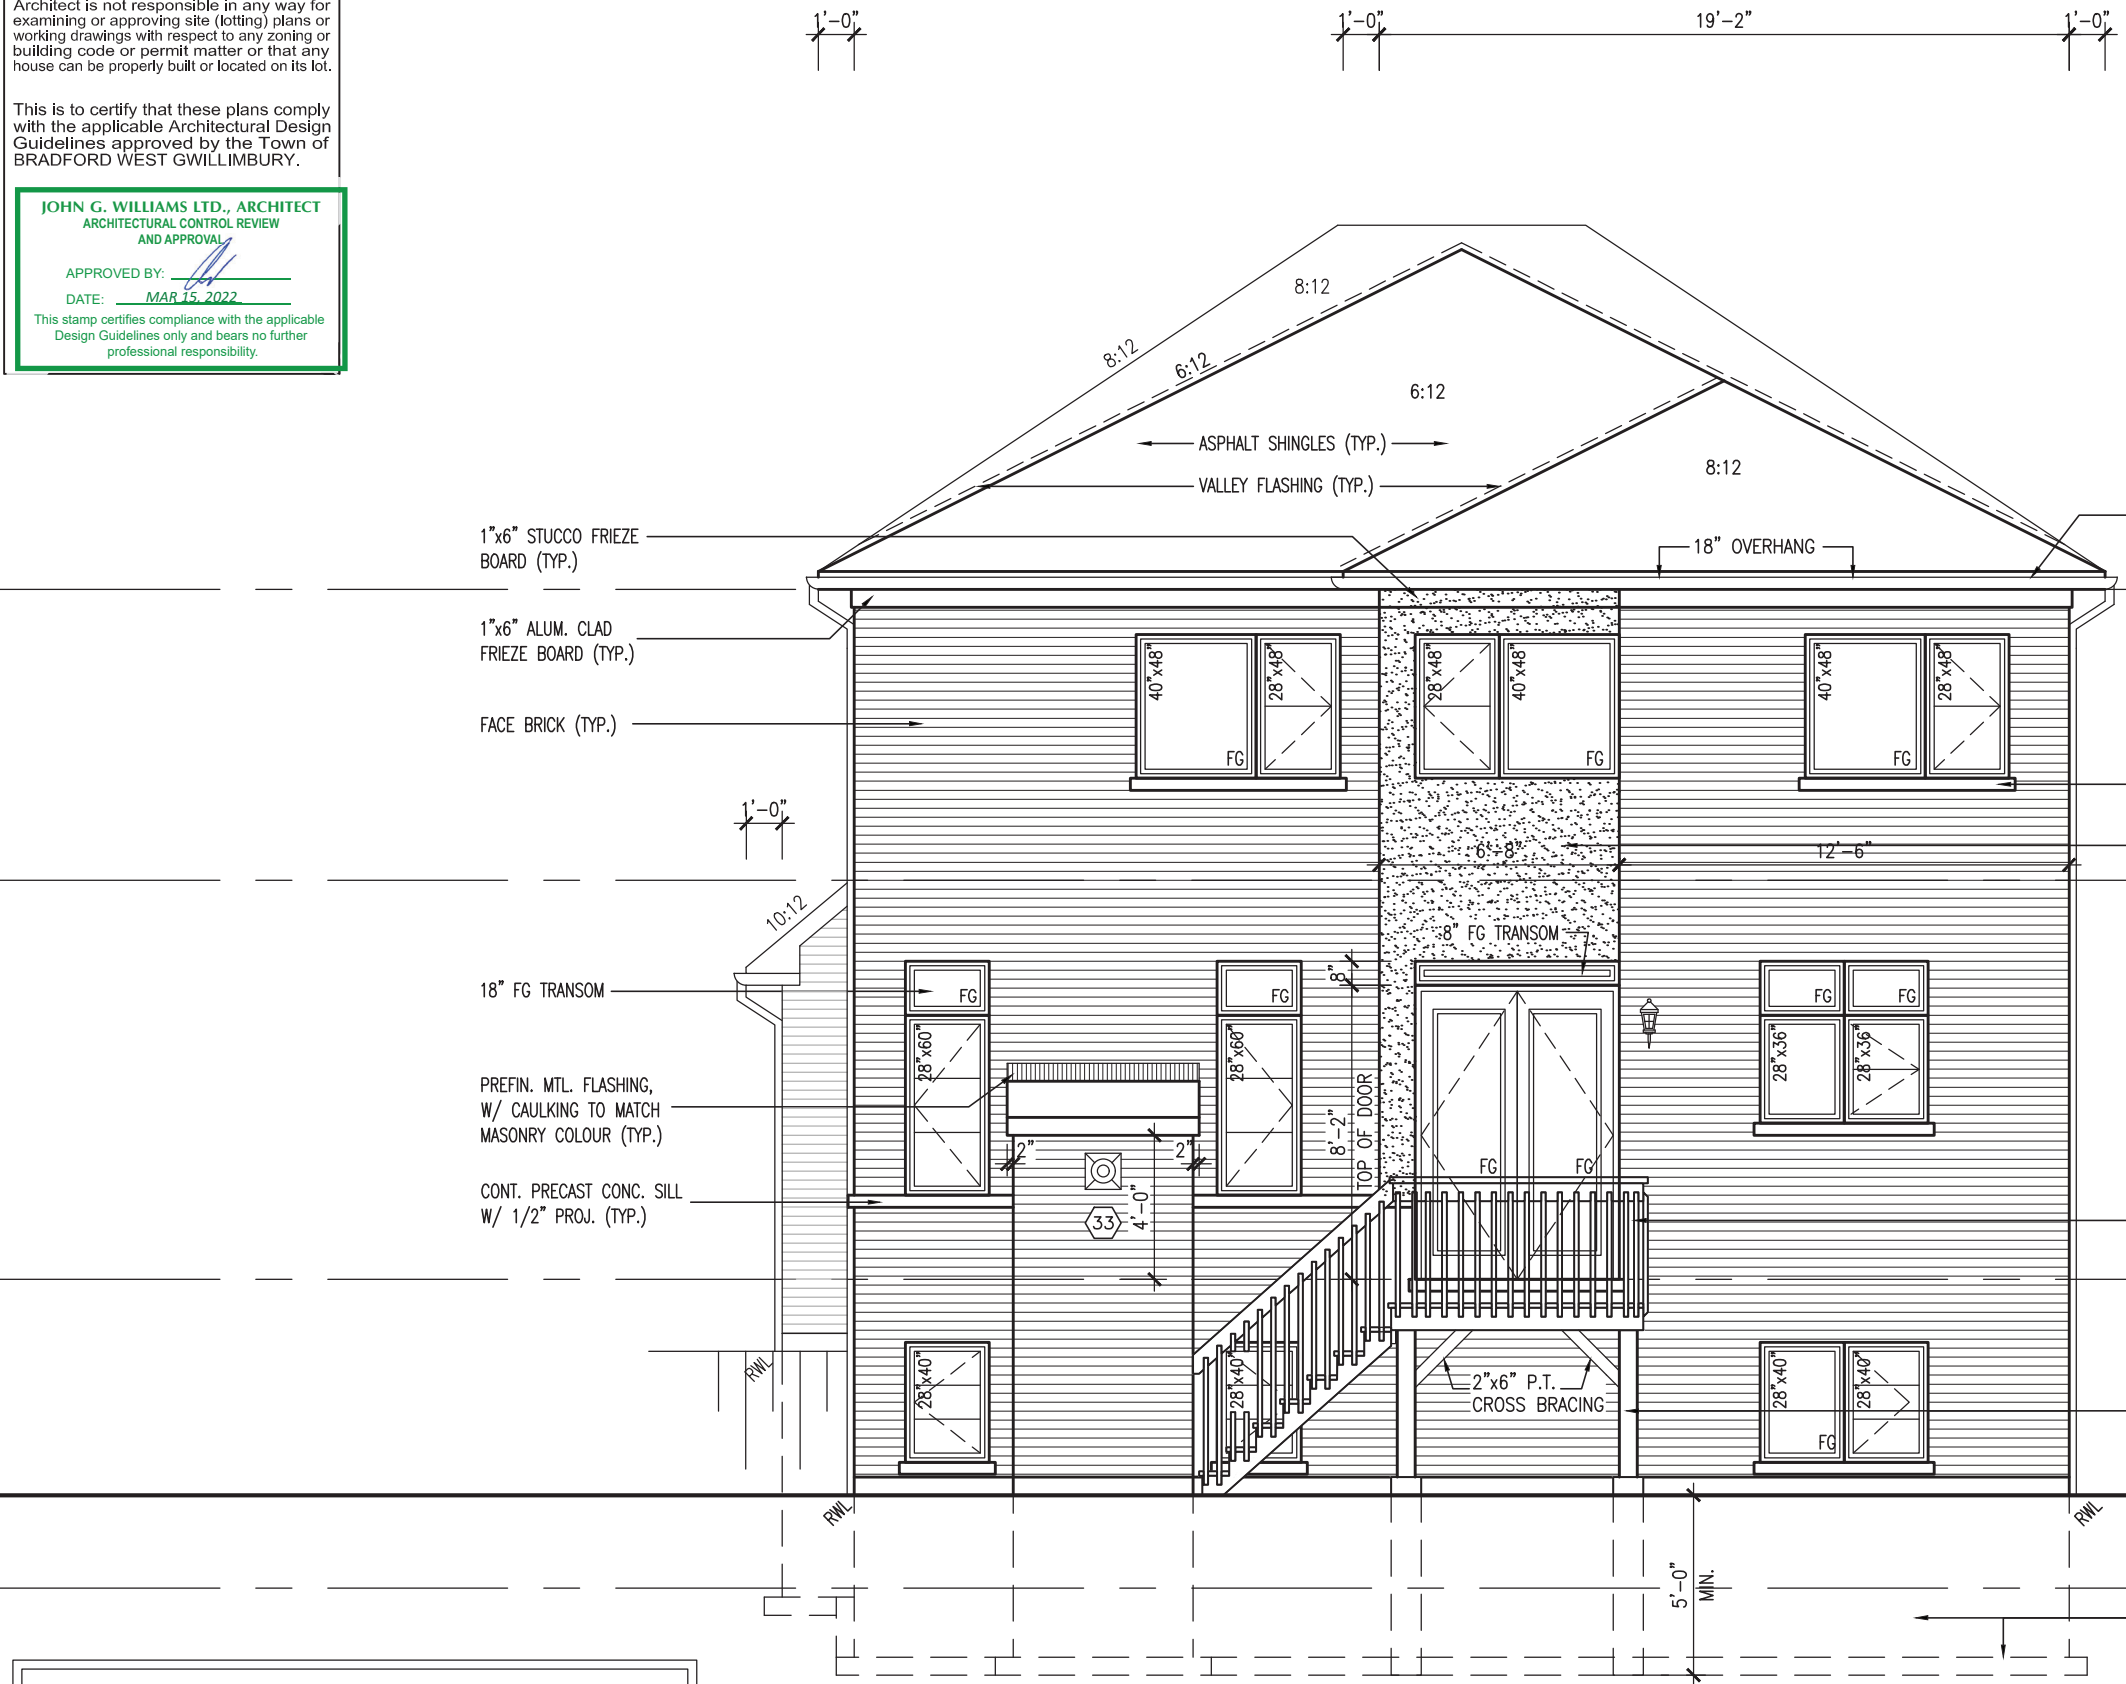 Architect is not responsible in any way for
examining or approving site (lotting) plans or
working drawings with respect to any zoning or
building code or permit matter or that any
house can be properly built or located on its lot.
This is to certify that these plans comply
with the applicable Architectural Design
Guidelines approved by the Town of
BRADFORD WEST GWILLIMBURY.
JOHN G. WILLIAMS LTD., ARCHITECT
ARCHITECTURAL CONTROL REVIEW
AND APPROVAL
APPROVED BY:
DATE: MAR 15, 2022
This stamp certifies compliance with the applicable
Design Guidelines only and bears no further
professional responsibility.
1'-0"
1'-0"
19'-2"
1'-0"
8:12
8:12
6:12
6:12
ASPHALT SHINGLES (TYP.)
8:12
VALLEY FLASHING (TYP.)
1"x6" STUCCO FRIEZE
BOARD (TYP.)
18" OVERHANG
1"x6" ALUM. CLAD
FRIEZE BOARD (TYP.)
40"x48"
28"x48"
28"x48"
40"x48"
40"x48"
28"x48"
FACE BRICK (TYP.)
FG
FG
FG
1'-0"
6'-8"
12'-6"
10:12
8" FG TRANSOM
8"
18" FG TRANSOM
FG
FG
FG
FG
28"x60"
28"x60"
28"x36"
28"x36"
PREFIN. MTL. FLASHING,
W/ CAULKING TO MATCH
MASONRY COLOUR (TYP.)
8'-2"
TOP OF DOOR
2"
2"
FG
FG
CONT. PRECAST CONC. SILL
W/ 1/2" PROJ. (TYP.)
33
4'-0"
RWL
28"x40"
28"x40"
2"x6" P.T.
CROSS BRACING
28"x40"
28"x40"
FG
RWL
RWL
5'-0"
MIN.